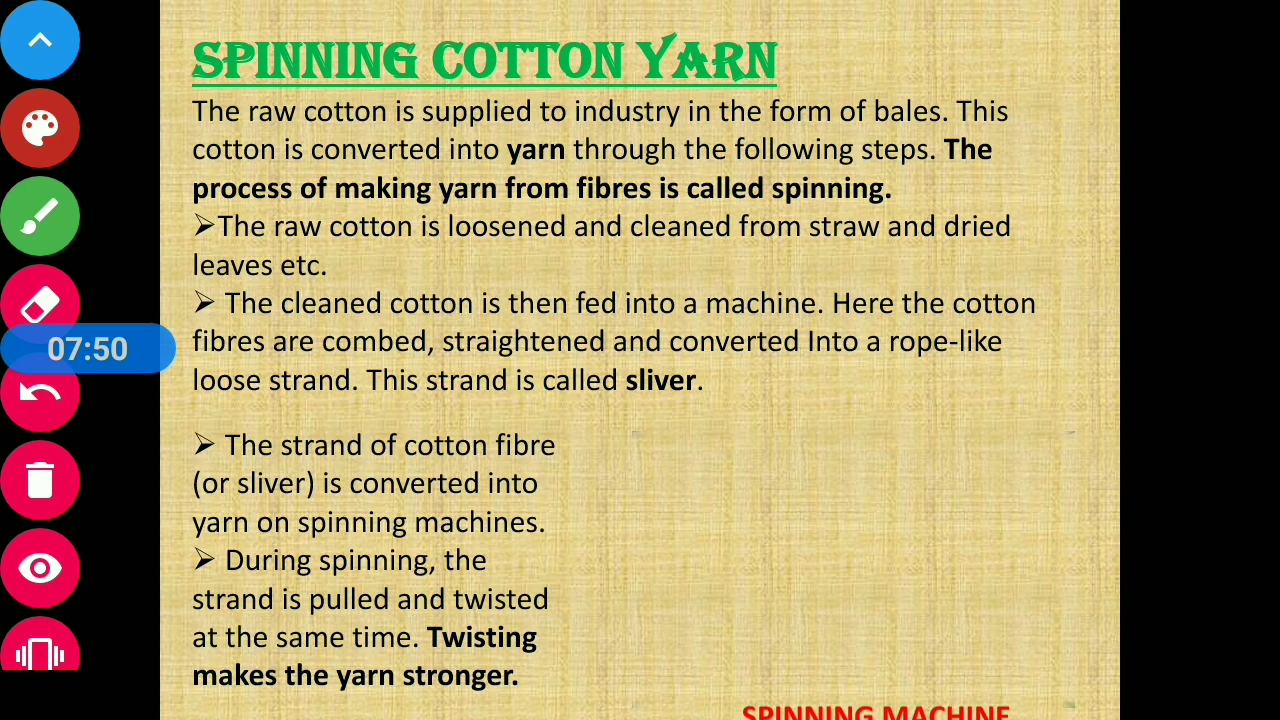 SPINNING COTTON YARN
The raw cotton is supplied to industry in the form of bales. This
cotton is converted into yarn through the following steps. The
process of making yarn from fibres is called spinning.
➢The raw cotton is loosened and cleaned from straw and dried
leaves etc.
➢ The cleaned cotton is then fed into a machine. Here the cotton
fibres are combed, straightened and converted Into a rope-like
loose strand. This strand is called sliver.
07:50
➢ The strand of cotton fibre
(or sliver) is converted into
yarn on spinning machines.
➢ During spinning, the
strand is pulled and twisted
at the same time. Twisting
makes the yarn stronger.
SPINNING MACHINE